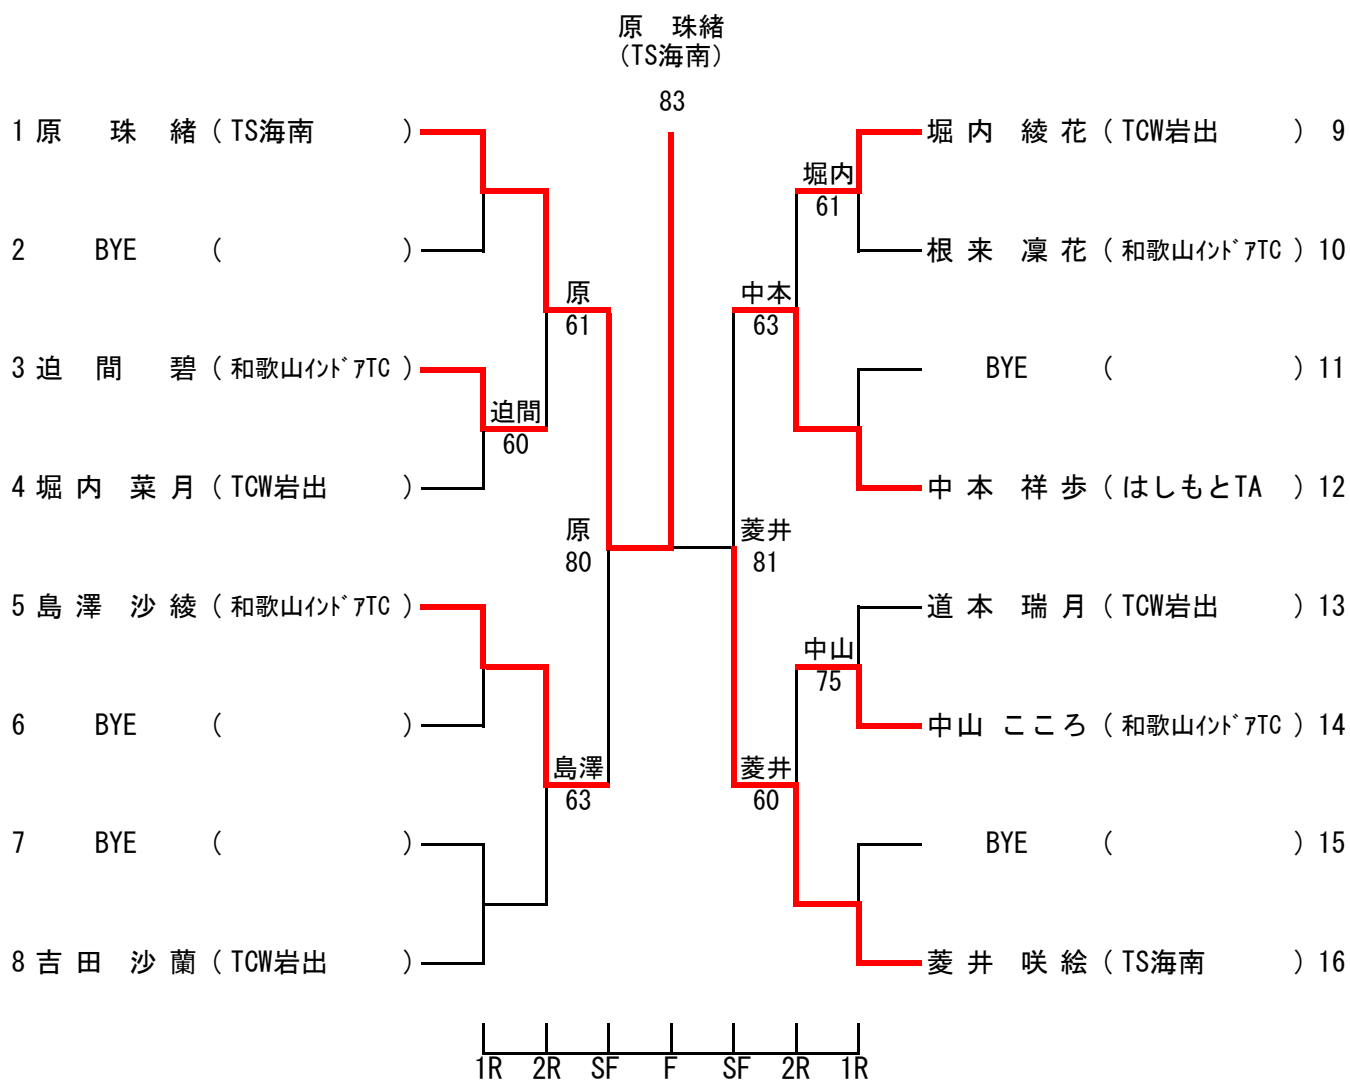 原 珠緒
(TS海南)
83
1 原 珠 緒 ( TS海南 )
堀 内 綾 花 ( TCW岩出 ) 9
堀内
61
2 BYE ( )
根 来 凜 花 ( 和歌山インドアTC ) 10
原
61
中本
63
3 迫 間 碧 ( 和歌山インドアTC )
BYE ( ) 11
迫間
60
4 堀 内 菜 月 ( TCW岩出 )
中 本 祥 歩 ( はしもとTA ) 12
原
80
菱井
81
5 島 澤 沙 綾 ( 和歌山インドアTC )
道 本 瑞 月 ( TCW岩出 ) 13
中山
75
6 BYE ( )
中山 こころ ( 和歌山インドアTC ) 14
島澤
63
菱井
60
7 BYE ( )
BYE ( ) 15
8 吉 田 沙 蘭 ( TCW岩出 )
菱 井 咲 絵 ( TS海南 ) 16
1R 2R SF F SF 2R 1R